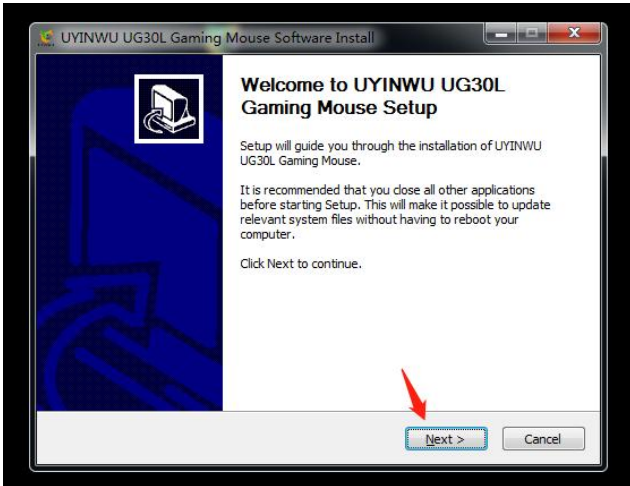 UYINWU UG30L Gaming Mouse Software Install
Welcome to UYINWU UG30L
Gaming Mouse Setup
Setup will guide you through the installation of UYINWU
UG30L Gaming Mouse.
It is recommended that you close all other applications
before starting Setup. This will make it possible to update
relevant system files without having to reboot your
computer.
Click Next to continue.
Next >
Cancel